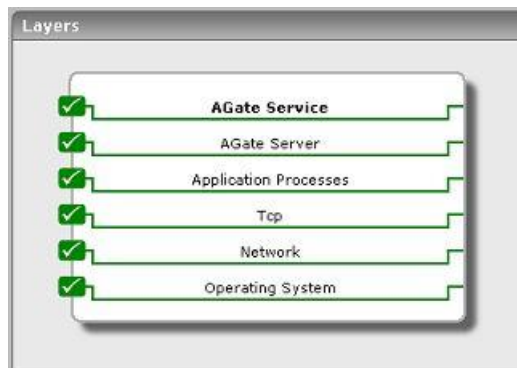 Layers
AGate Service
AGate Server
Application Processes
Tcp
Network
Operating System